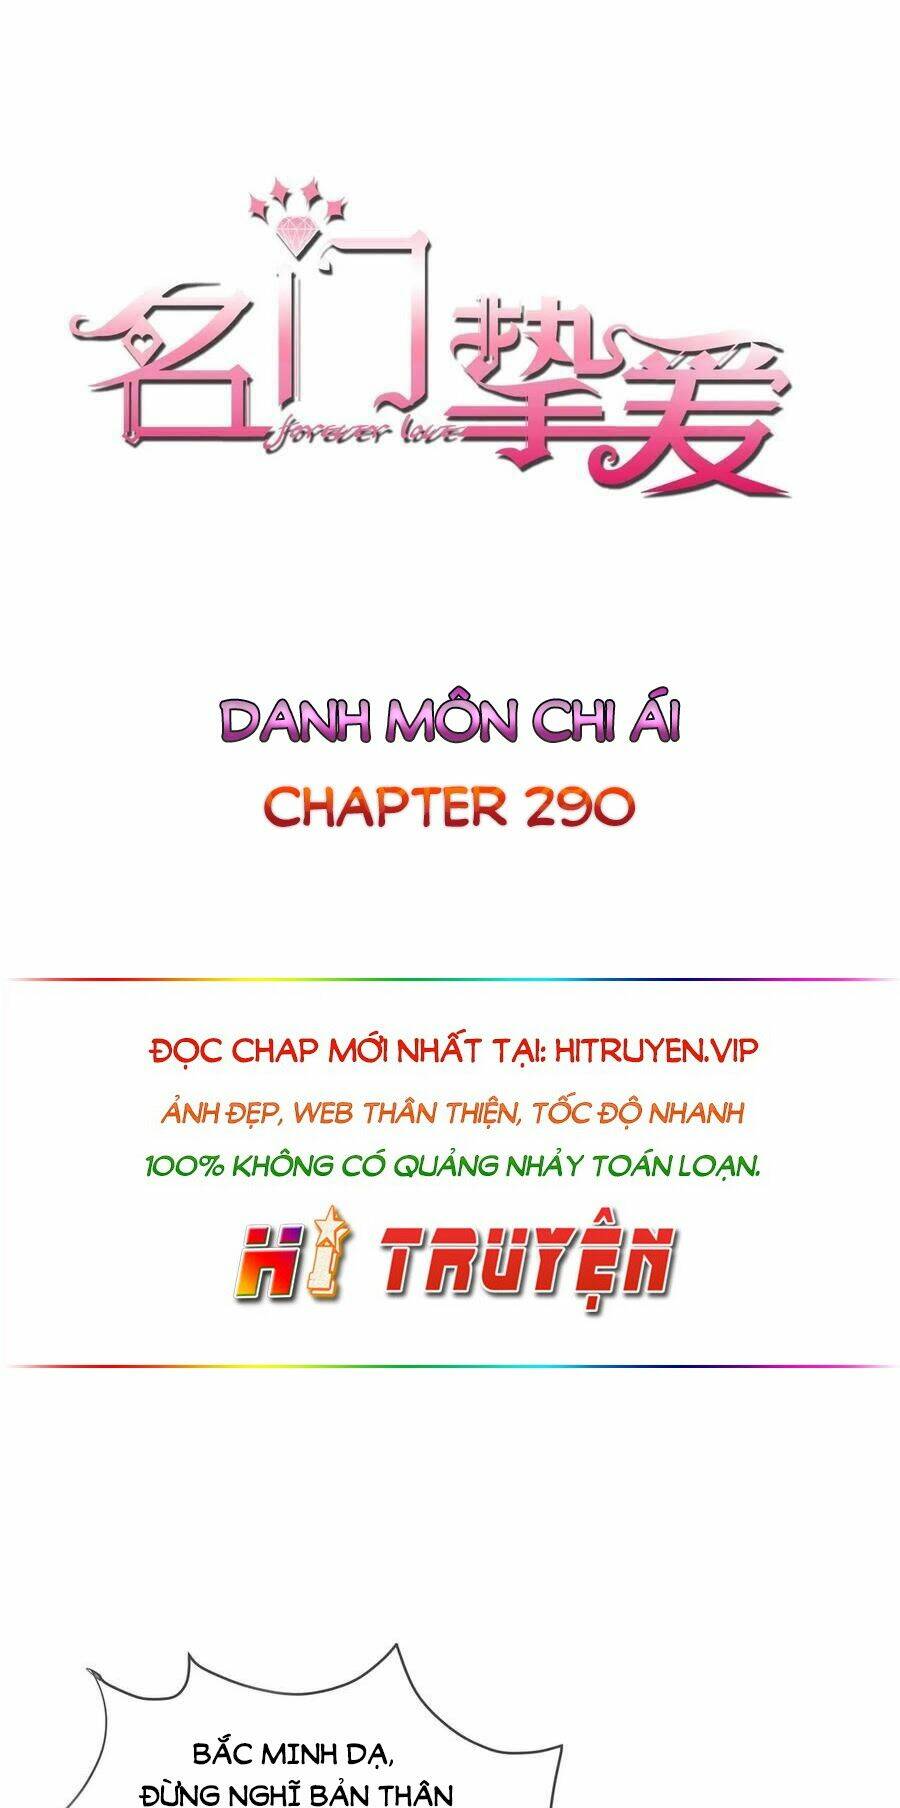 名门挚爱
forever love
DANH MÔN CHI ÁI
CHAPTER 290
ĐỌC CHAP MỚI NHẤT TẠI: HITRUYEN.VIP
ẢNH ĐẸP, WEB THÂN THIỆN, TỐC ĐỘ NHANH
100% KHÔNG CÓ QUẢNG NHẢY TOÁN LOẠN.
HI TRUYỆN
BẮC MINH DẠ,
ĐỪNG NGHĨ BẢN THÂN